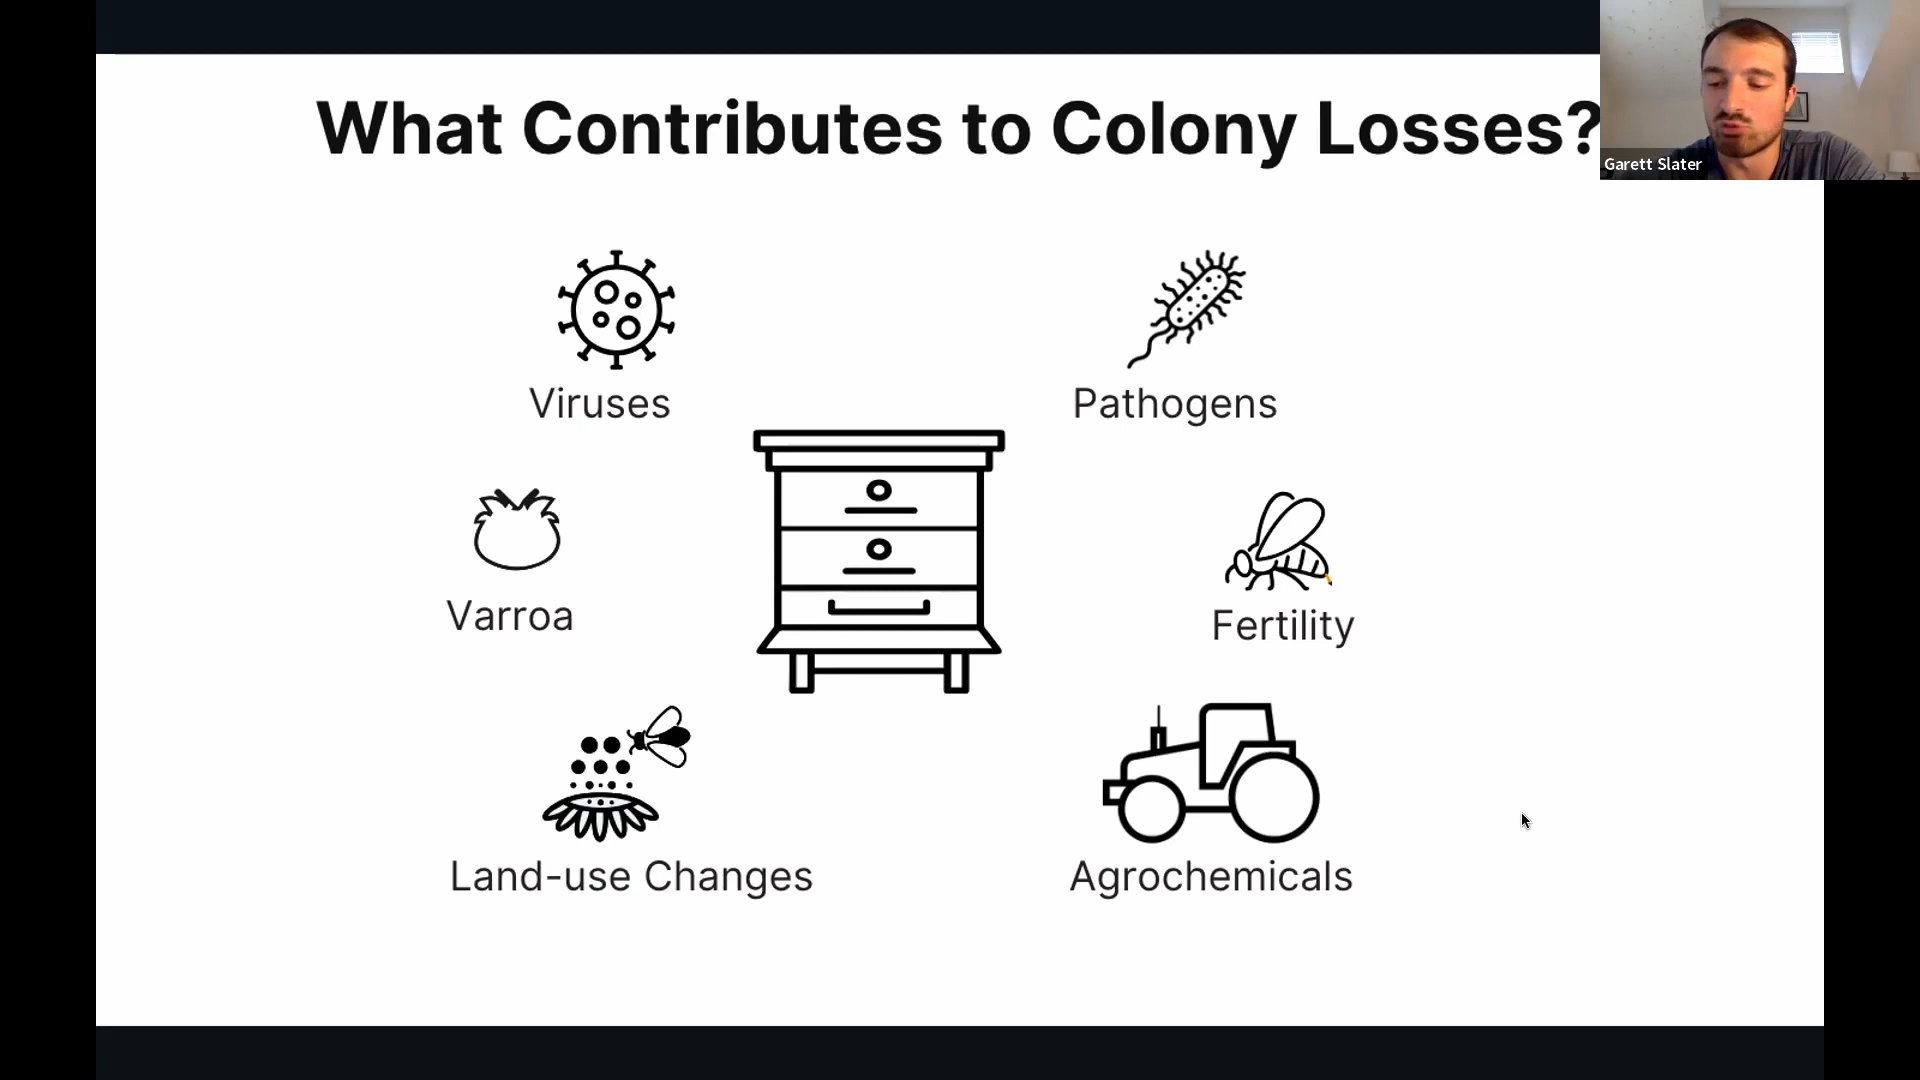 What Contributes to Colony Losses?
Garett Slater
Viruses
Pathogens
Varroa
Fertility
Land-use Changes
Agrochemicals